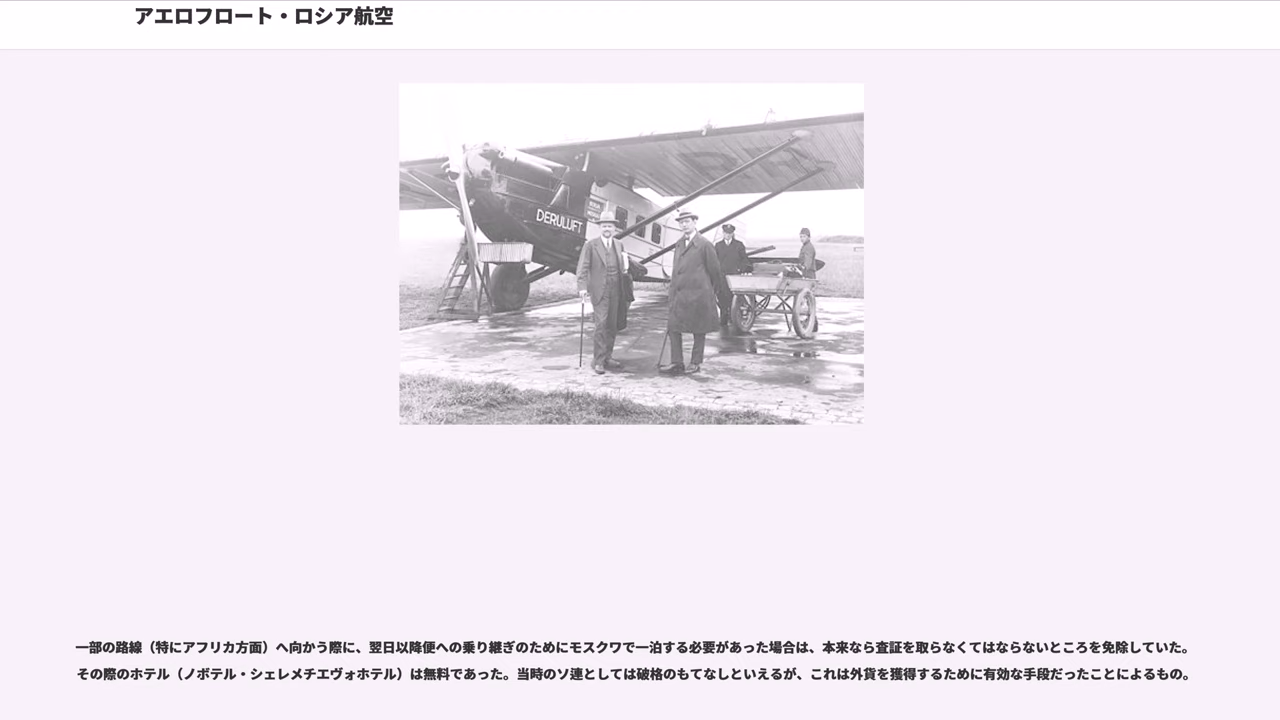 アエロフロート・ロシア航空
DERULUFT
一部の路線（特にアフリカ方面）へ向かう際に、翌日以降便への乗り継ぎのためにモスクワで一泊する必要があった場合は、本来なら査証を取らなくてはならないところを免除していた。
その際のホテル（ノボテル・シェレメチエヴォホテル）は無料であった。当時のソ連としては破格のもてなしといえるが、これは外貨を獲得するために有効な手段だったことによるもの。